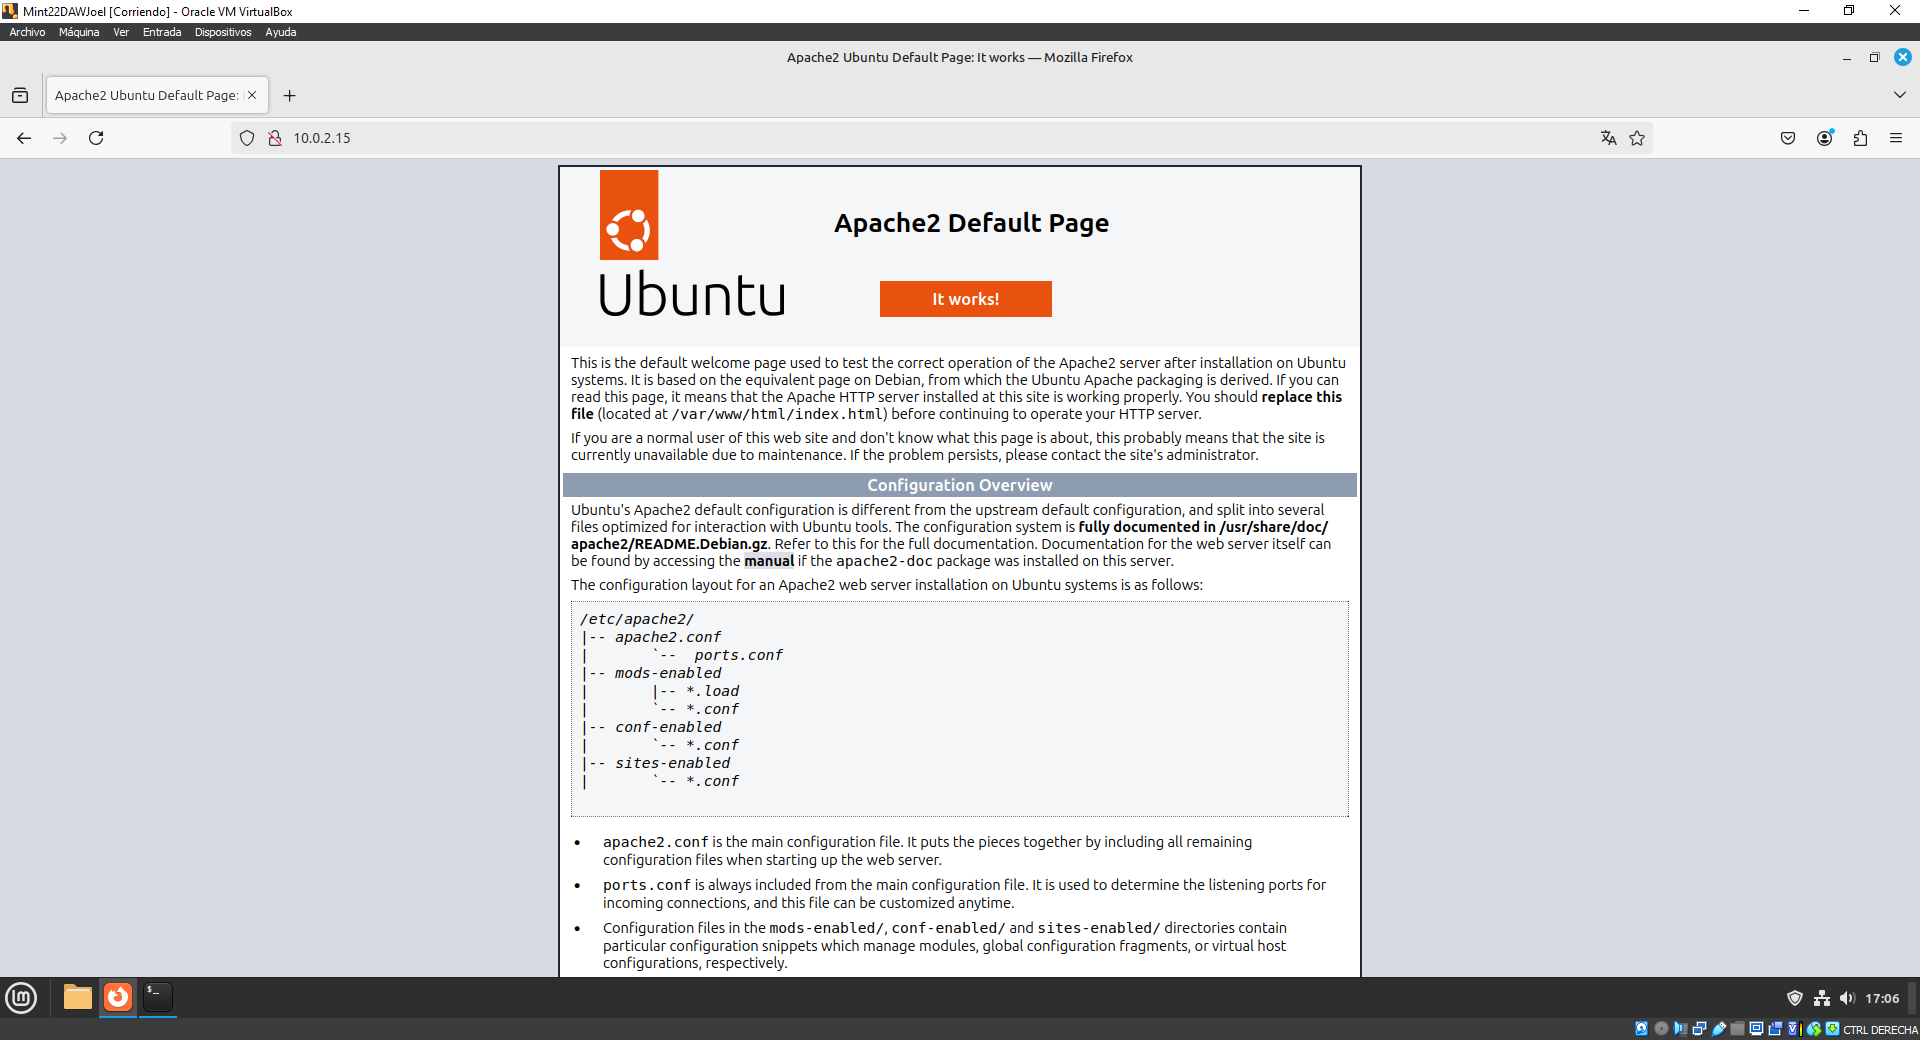 Mint22DAWJoel [Corriendo] - Oracle VM VirtualBox
Archivo Máquina Ver Entrada Dispositivos Ayuda
Apache2 Ubuntu Default Page: It works — Mozilla Firefox
Apache2 Ubuntu Default Page:
10.0.2.15
Apache2 Default Page
Ubuntu
It works!
This is the default welcome page used to test the correct operation of the Apache2 server after installation on Ubuntu
systems. It is based on the equivalent page on Debian, from which the Ubuntu Apache packaging is derived. If you can
read this page, it means that the Apache HTTP server installed at this site is working properly. You should replace this
file (located at /var/www/html/index.html) before continuing to operate your HTTP server.
If you are a normal user of this web site and don't know what this page is about, this probably means that the site is
currently unavailable due to maintenance. If the problem persists, please contact the site's administrator.
Configuration Overview
Ubuntu's Apache2 default configuration is different from the upstream default configuration, and split into several
files optimized for interaction with Ubuntu tools. The configuration system is fully documented in /usr/share/doc/
apache2/README.Debian.gz. Refer to this for the full documentation. Documentation for the web server itself can
be found by accessing the manual if the apache2-doc package was installed on this server.
The configuration layout for an Apache2 web server installation on Ubuntu systems is as follows:
/etc/apache2/
|-- apache2.conf
|       `--  ports.conf
|-- mods-enabled
|       |-- *.load
|       `-- *.conf
|-- conf-enabled
|       `-- *.conf
|-- sites-enabled
|       `-- *.conf
• apache2.conf is the main configuration file. It puts the pieces together by including all remaining
configuration files when starting up the web server.
• ports.conf is always included from the main configuration file. It is used to determine the listening ports for
incoming connections, and this file can be customized anytime.
• Configuration files in the mods-enabled/, conf-enabled/ and sites-enabled/ directories contain
particular configuration snippets which manage modules, global configuration fragments, or virtual host
configurations, respectively.
17:06
CTRL DERECHA